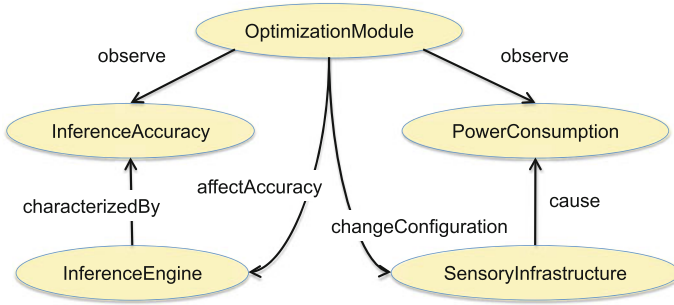 OptimizationModule
observe
observe
InferenceAccuracy
PowerConsumption
affectAccuracy
characterizedBy
cause
changeConfiguration
InferenceEngine
SensoryInfrastructure